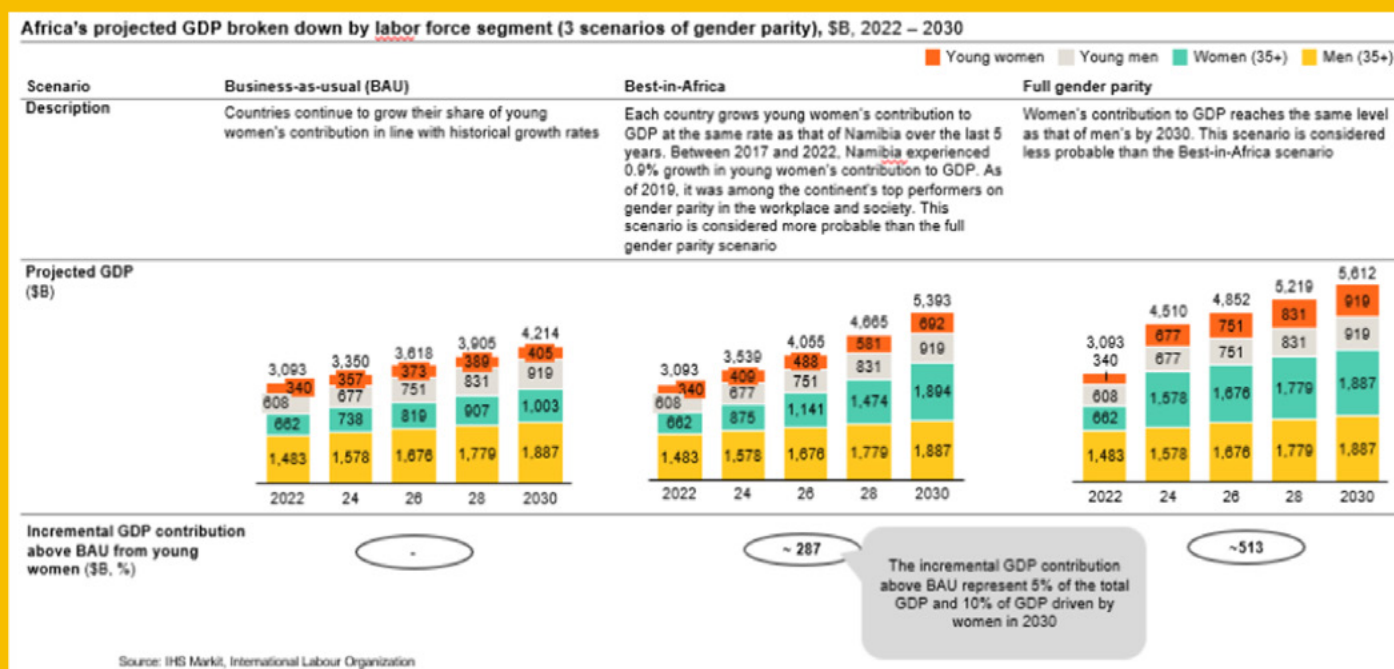 Africa's projected GDP broken down by labor force segment (3 scenarios of gender parity), $B, 2022 – 2030
Young women Young men Women (35+) Men (35+)
Scenario Business-as-usual (BAU) Best-in-Africa Full gender parity
Description
Countries continue to grow their share of young
women's contribution in line with historical growth rates
Each country grows young women's contribution to
GDP at the same rate as that of Namibia over the last 5
years. Between 2017 and 2022, Namibia experienced
0.9% growth in young women's contribution to GDP. As
of 2019, it was among the continent's top performers on
gender parity in the workplace and society. This
scenario is considered more probable than the full
gender parity scenario
Women's contribution to GDP reaches the same level
as that of men's by 2030. This scenario is considered
less probable than the Best-in-Africa scenario
Projected GDP
($B)
3,093 3,350 3,618 3,905 4,214
340 357 373 389 405
608 677 751 831 919
662 738 819 907 1,003
1,483 1,578 1,676 1,779 1,887
2022 24 26 28 2030
3,093 3,539 4,055 4,665 5,393
340 409 488 581 692
608 677 751 831 919
662 875 1,141 1,474 1,894
1,483 1,578 1,676 1,779 1,887
2022 24 26 28 2030
3,093 4,510 4,852 5,219 5,612
340 677 751 831 919
608 677 751 831 919
662 1,578 1,676 1,779 1,887
1,483 1,578 1,676 1,779 1,887
2022 24 26 28 2030
Incremental GDP contribution
above BAU from young
women ($B, %)
-
~ 287
~513
The incremental GDP contribution
above BAU represent 5% of the total
GDP and 10% of GDP driven by
women in 2030
Source: IHS Markit, International Labour Organization